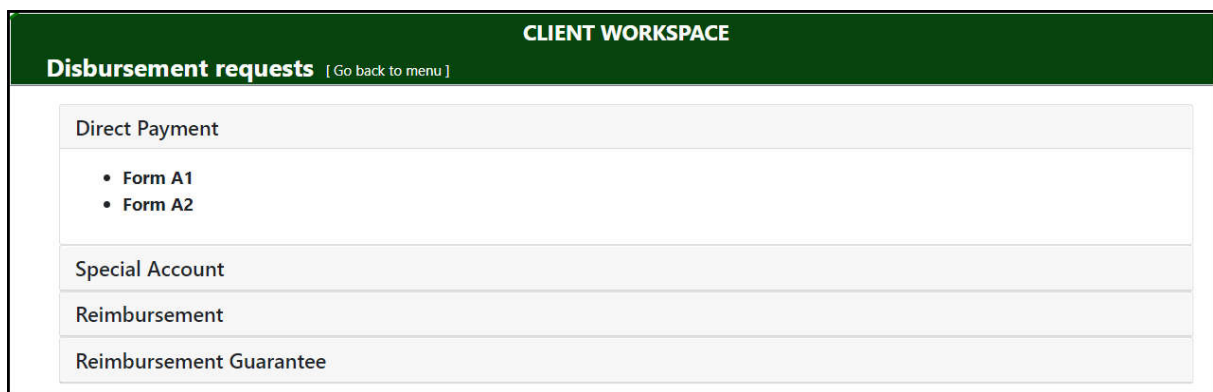 CLIENT WORKSPACE
Disbursement requests [ Go back to menu ]
Direct Payment
• Form A1
• Form A2
Special Account
Reimbursement
Reimbursement Guarantee